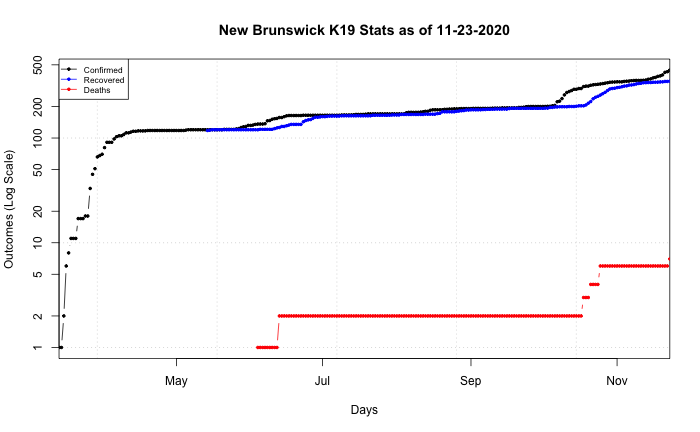 New Brunswick K19 Stats as of 11-23-2020
Confirmed
Recovered
Deaths
Outcomes (Log Scale)
500
200
100
50
20
10
5
2
1
May Jul Sep Nov
Days